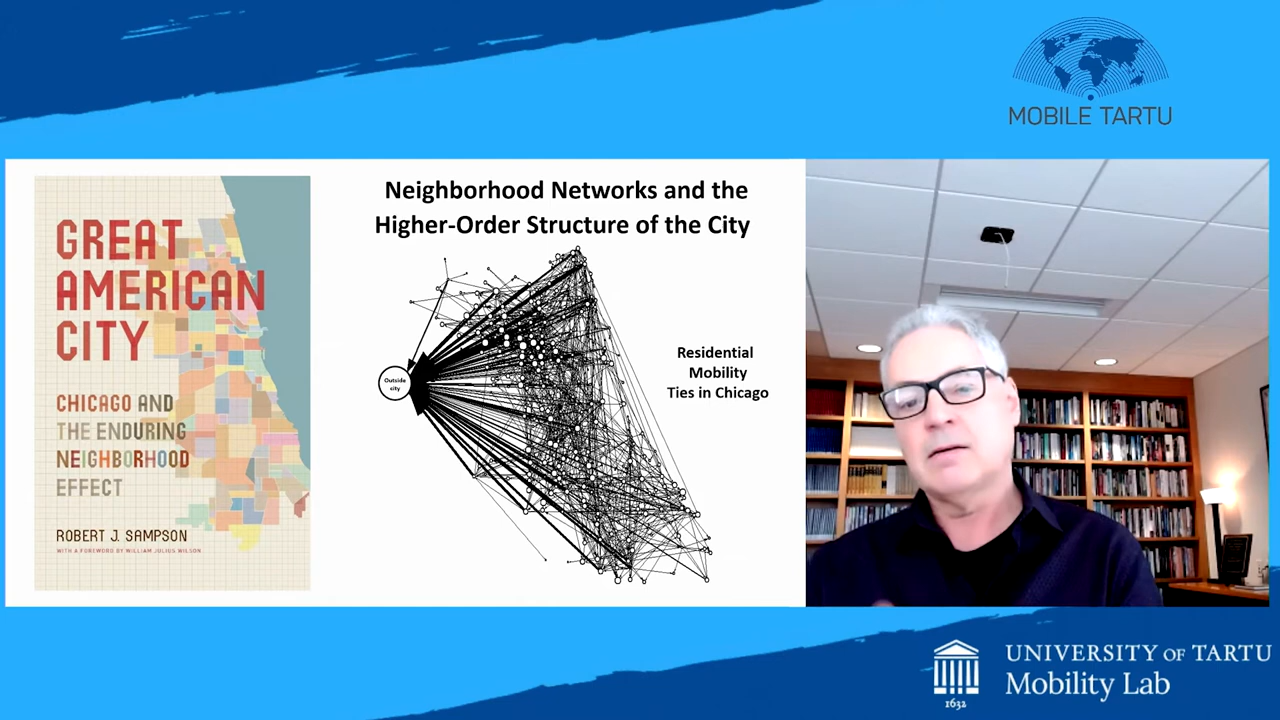 MOBILE TARTU
GREAT
AMERICAN
CITY
CHICAGO AND
THE ENDURING
NEIGHBORHOOD
EFFECT
ROBERT J. SAMPSON
WITH A FOREWORD BY WILLIAM JULIUS WILSON
Neighborhood Networks and the
Higher-Order Structure of the City
Outside
city
Residential
Mobility
Ties in Chicago
UNIVERSITY OF TARTU
Mobility Lab
1632